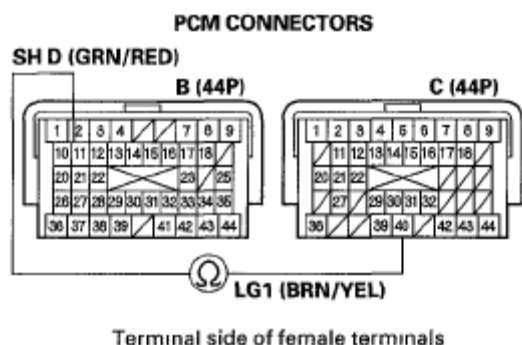 PCM CONNECTORS
SH D (GRN/RED)
B (44P)
C (44P)
1 2 3 4 7 8 9
10 11 12 13 14 15 16 17 18
20 21 22 23 25
26 27 28 29 30 31 32 33 34 35
36 37 38 39 41 42 43 44
1 2 3 4 5 6 7 8 9
11 12 13 14 15 16
20 21 22
27 29 30 31 32
36 39 40 42 43 44
Ω
LG1 (BRN/YEL)
Terminal side of female terminals